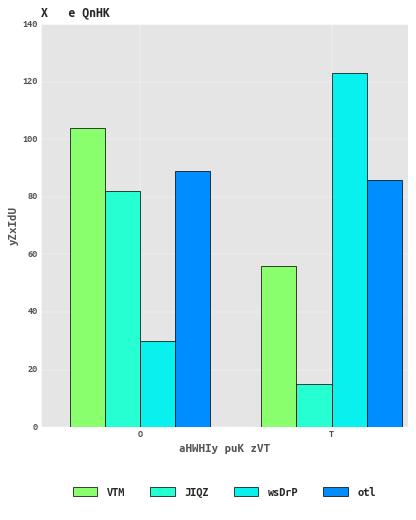 X   e QnHK
140
120
100
80
60
40
20
0
yZxIdU
O
T
aHWHIy puK zVT
VTM
JIQZ
wsDrP
otl